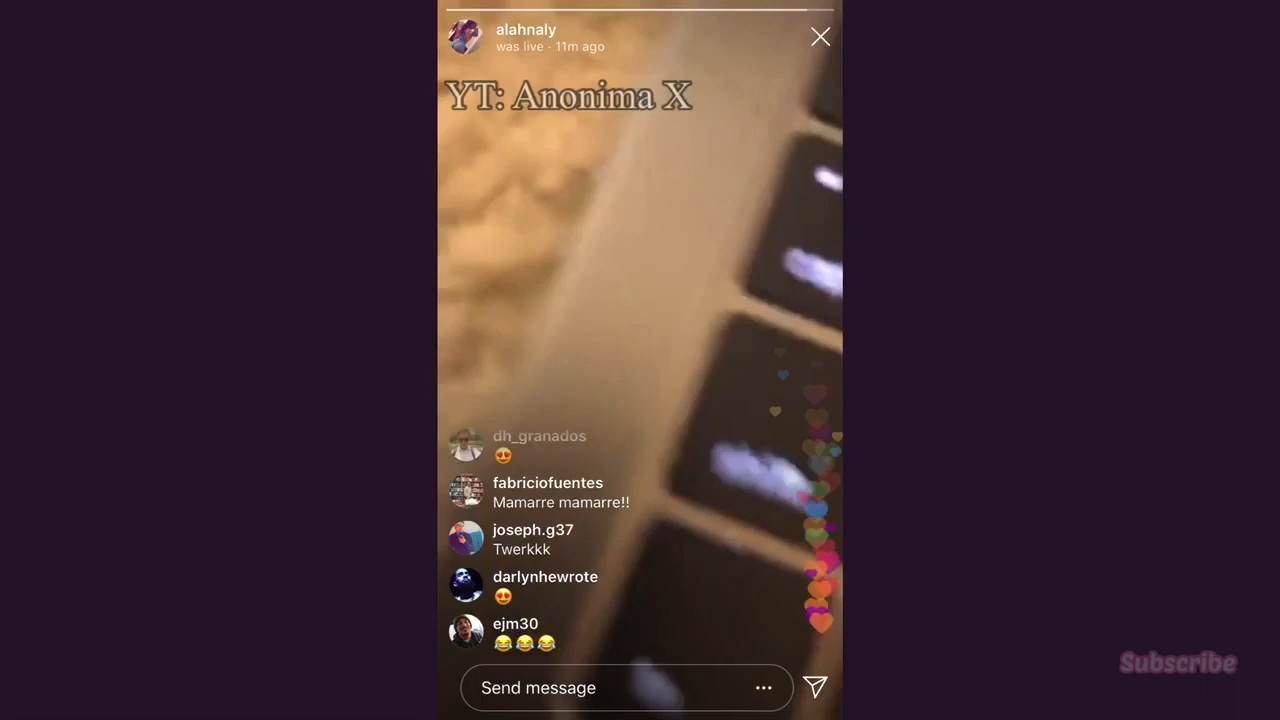 alahnaly
was live · 11m ago
YT: Anonima X
dh_granados
😍
fabriciofuentes
Mamarre mamarre!!
joseph.g37
Twerkkk
darlynhewrote
😍
ejm30
😂😂😂
Send message
Subscribe